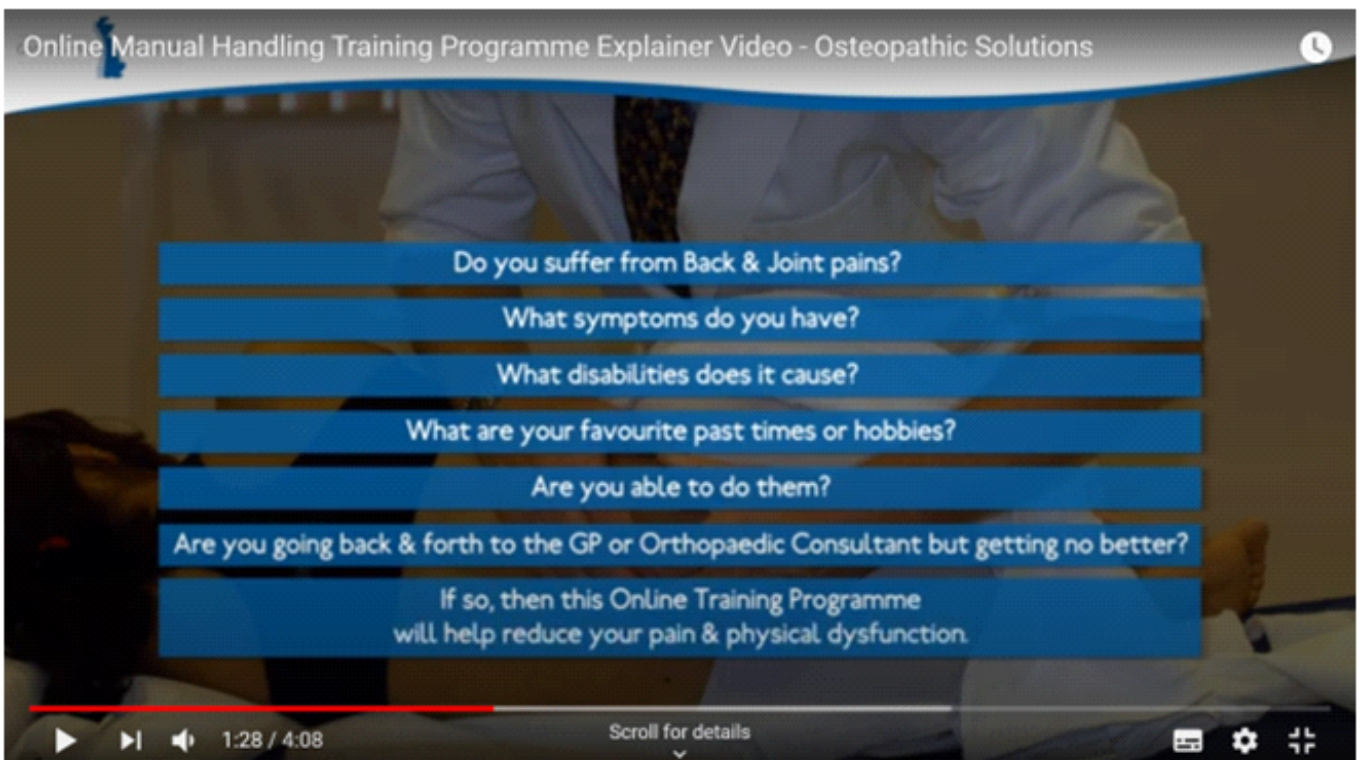 Online Manual Handling Training Programme Explainer Video - Osteopathic Solutions
Do you suffer from Back & Joint pains?
What symptoms do you have?
What disabilities does it cause?
What are your favourite past times or hobbies?
Are you able to do them?
Are you going back & forth to the GP or Orthopaedic Consultant but getting no better?
If so, then this Online Training Programme
will help reduce your pain & physical dysfunction.
1:28 / 4:08
Scroll for details